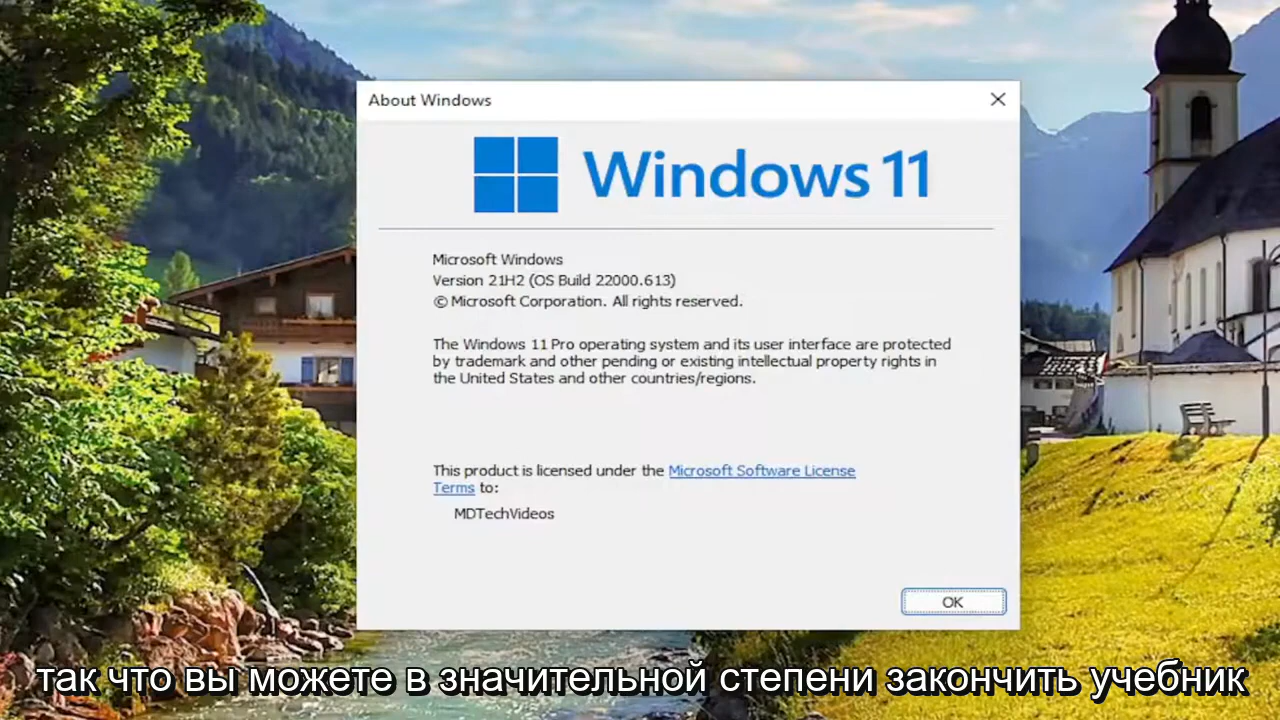 About Windows
Windows 11
Microsoft Windows
Version 21H2 (OS Build 22000.613)
© Microsoft Corporation. All rights reserved.
The Windows 11 Pro operating system and its user interface are protected
by trademark and other pending or existing intellectual property rights in
the United States and other countries/regions.
This product is licensed under the Microsoft Software License
Terms to:
MDTechVideos
OK
так что вы можете в значительной степени закончить учебник